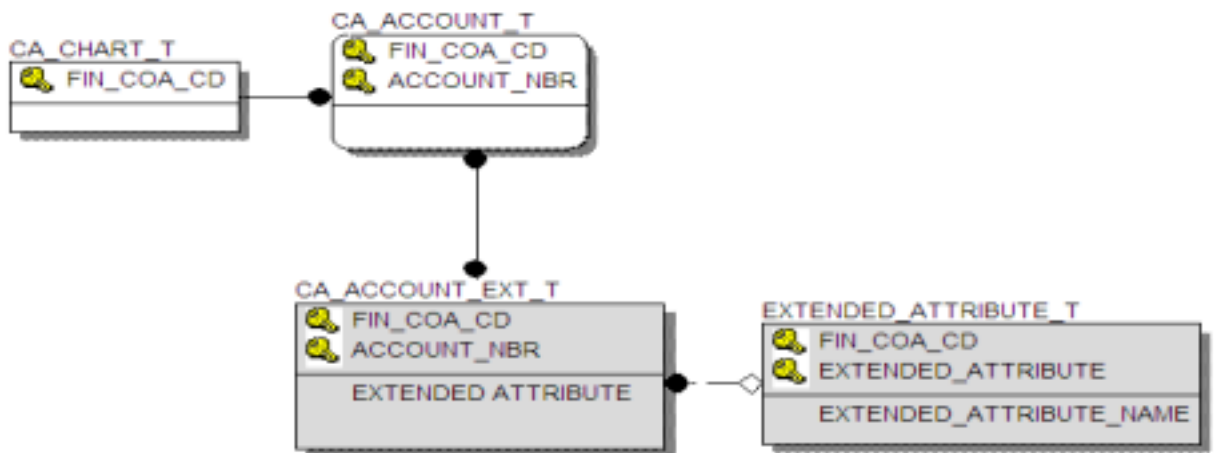 CA_CHART_T
FIN_COA_CD
CA_ACCOUNT_T
FIN_COA_CD
ACCOUNT_NBR
CA_ACCOUNT_EXT_T
FIN_COA_CD
ACCOUNT_NBR
EXTENDED ATTRIBUTE
EXTENDED_ATTRIBUTE_T
FIN_COA_CD
EXTENDED_ATTRIBUTE
EXTENDED_ATTRIBUTE_NAME